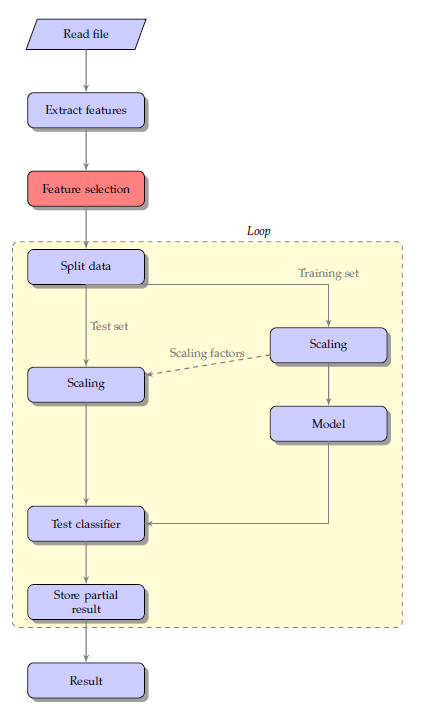 Read file
Extract features
Feature selection
Loop
Split data
Training set
Test set
Scaling
Scaling factors
Scaling
Model
Test classifier
Store partial
result
Result